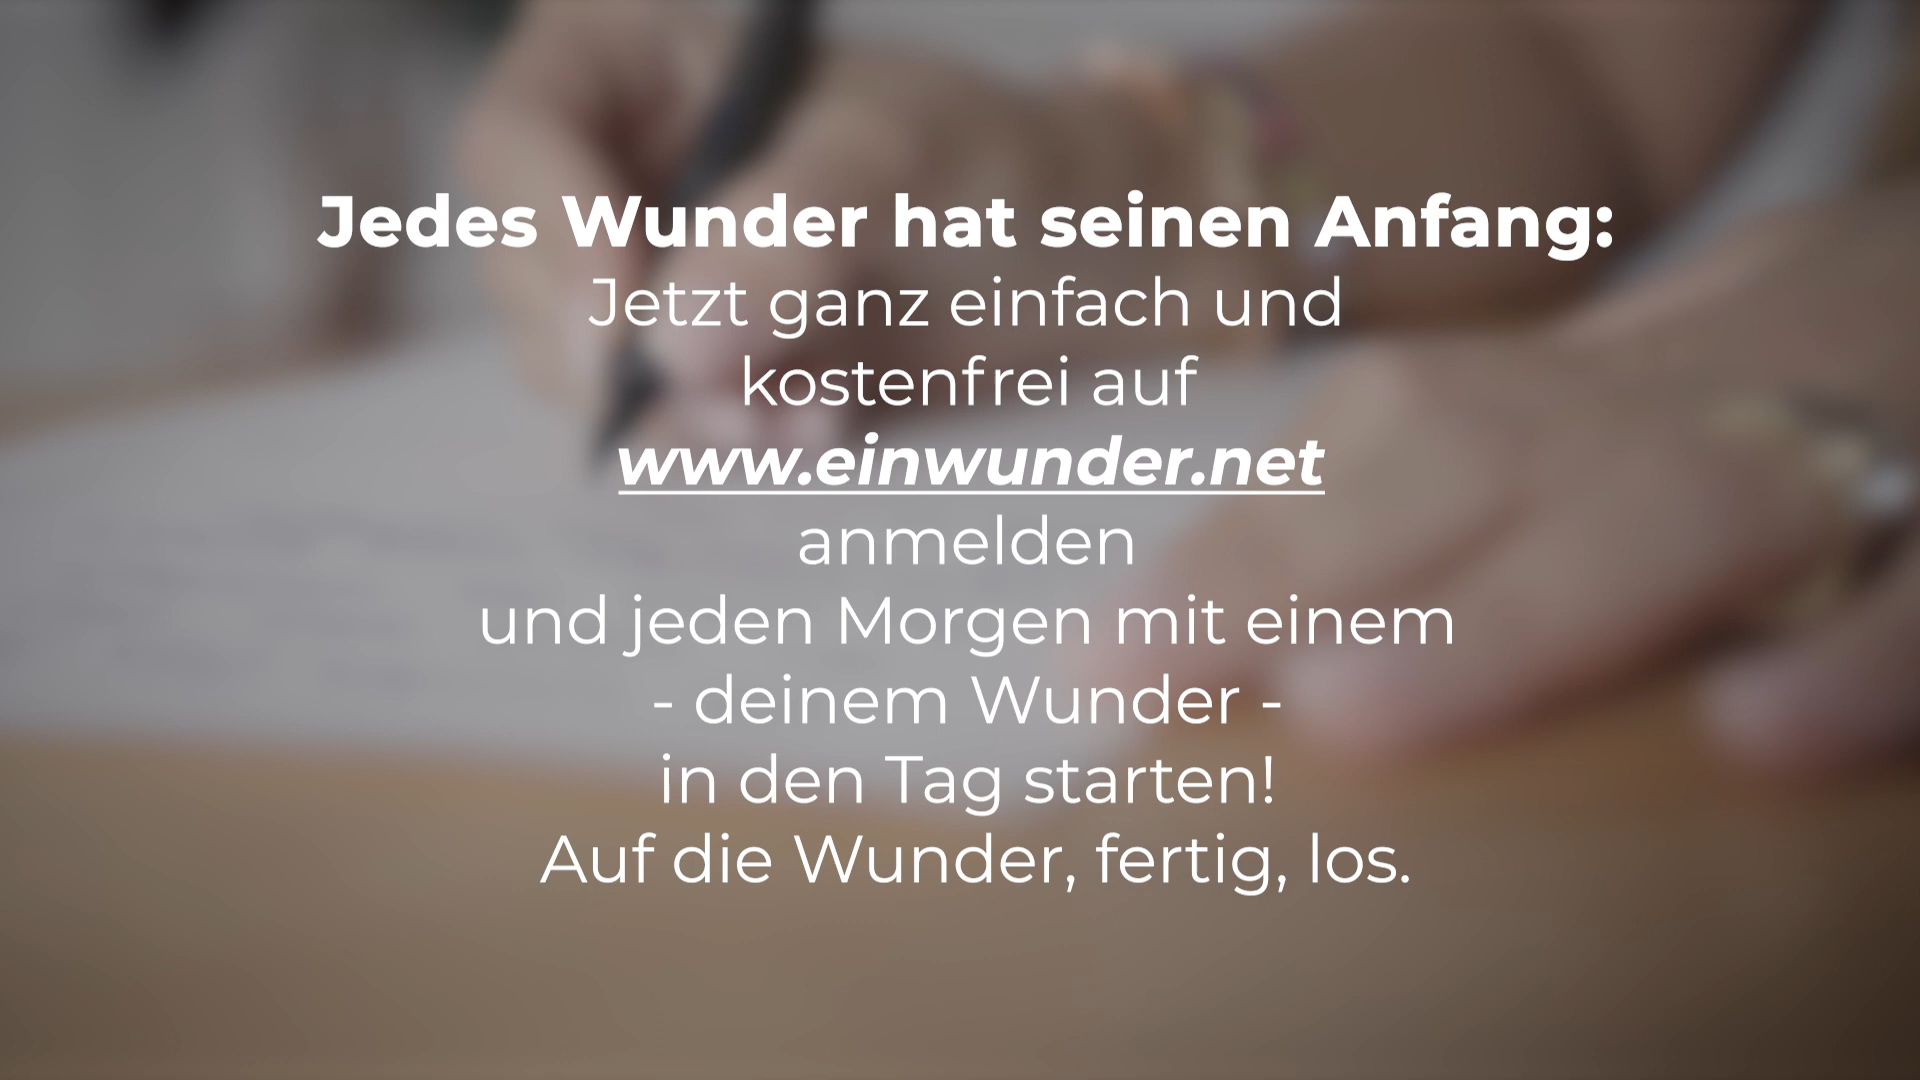 Jedes Wunder hat seinen Anfang:
Jetzt ganz einfach und
kostenfrei auf
www.einwunder.net
anmelden
und jeden Morgen mit einem
- deinem Wunder -
in den Tag starten!
Auf die Wunder, fertig, los.